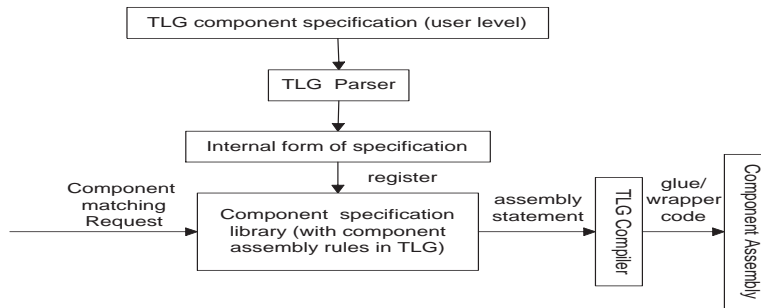 TLG component specification (user level)
TLG Parser
Internal form of specification
register
Component
matching
Request
Component specification
library (with component
assembly rules in TLG)
assembly
statement
TLG Compiler
glue/
wrapper
code
Component Assembly